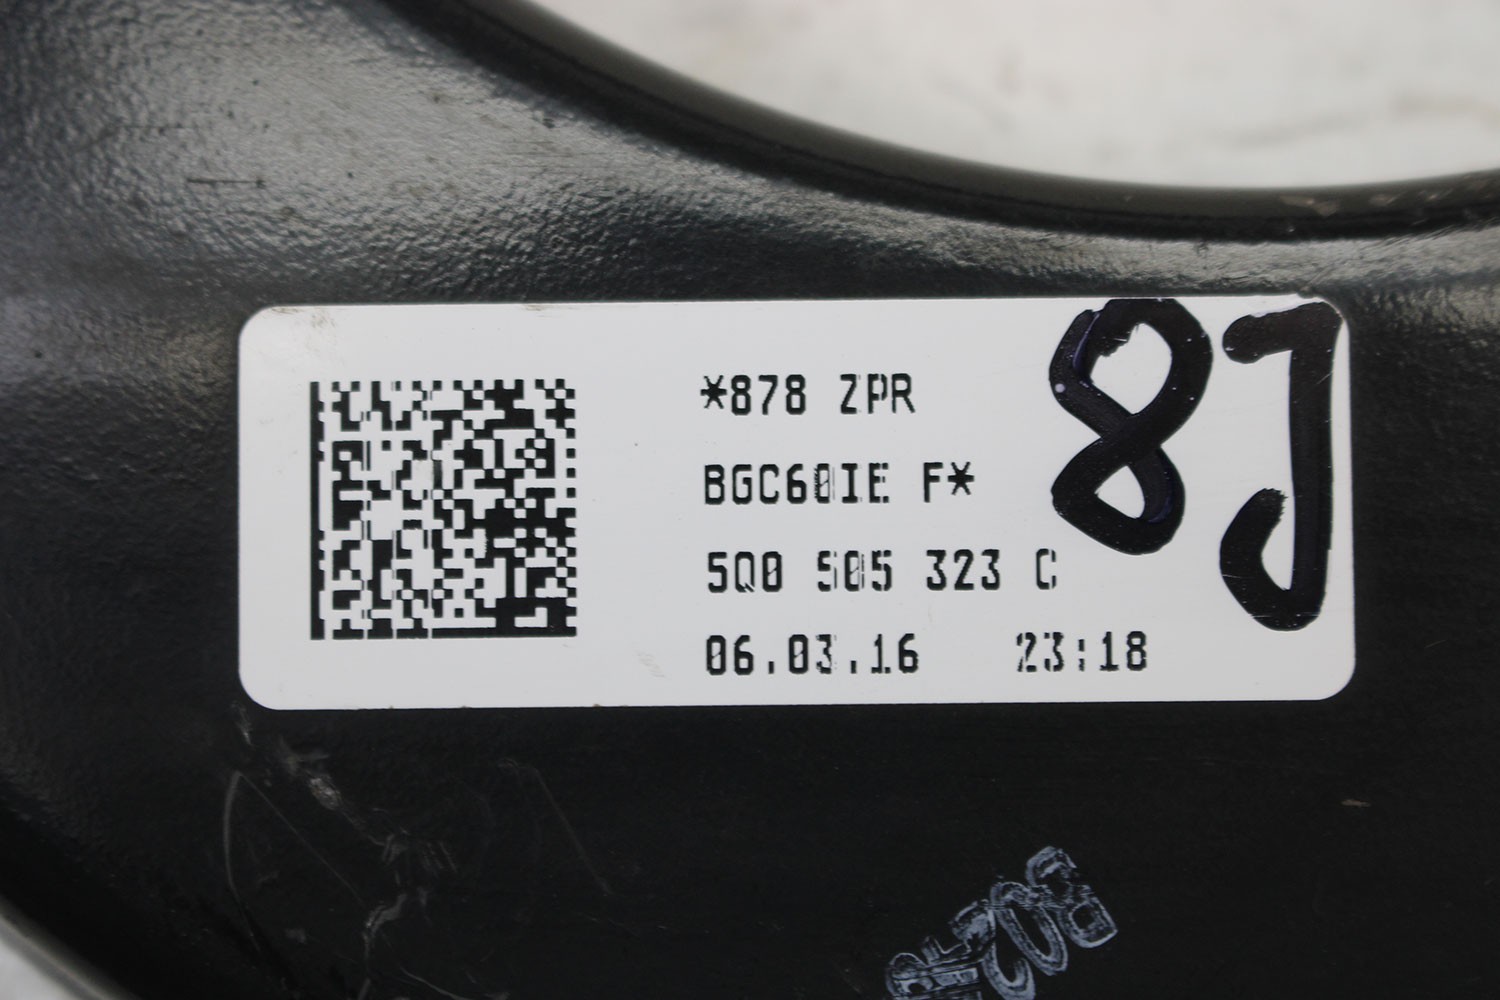 *878 ZPR
BGC60IE F*
5Q0 505 323 C
06.03.16 23:18
8J